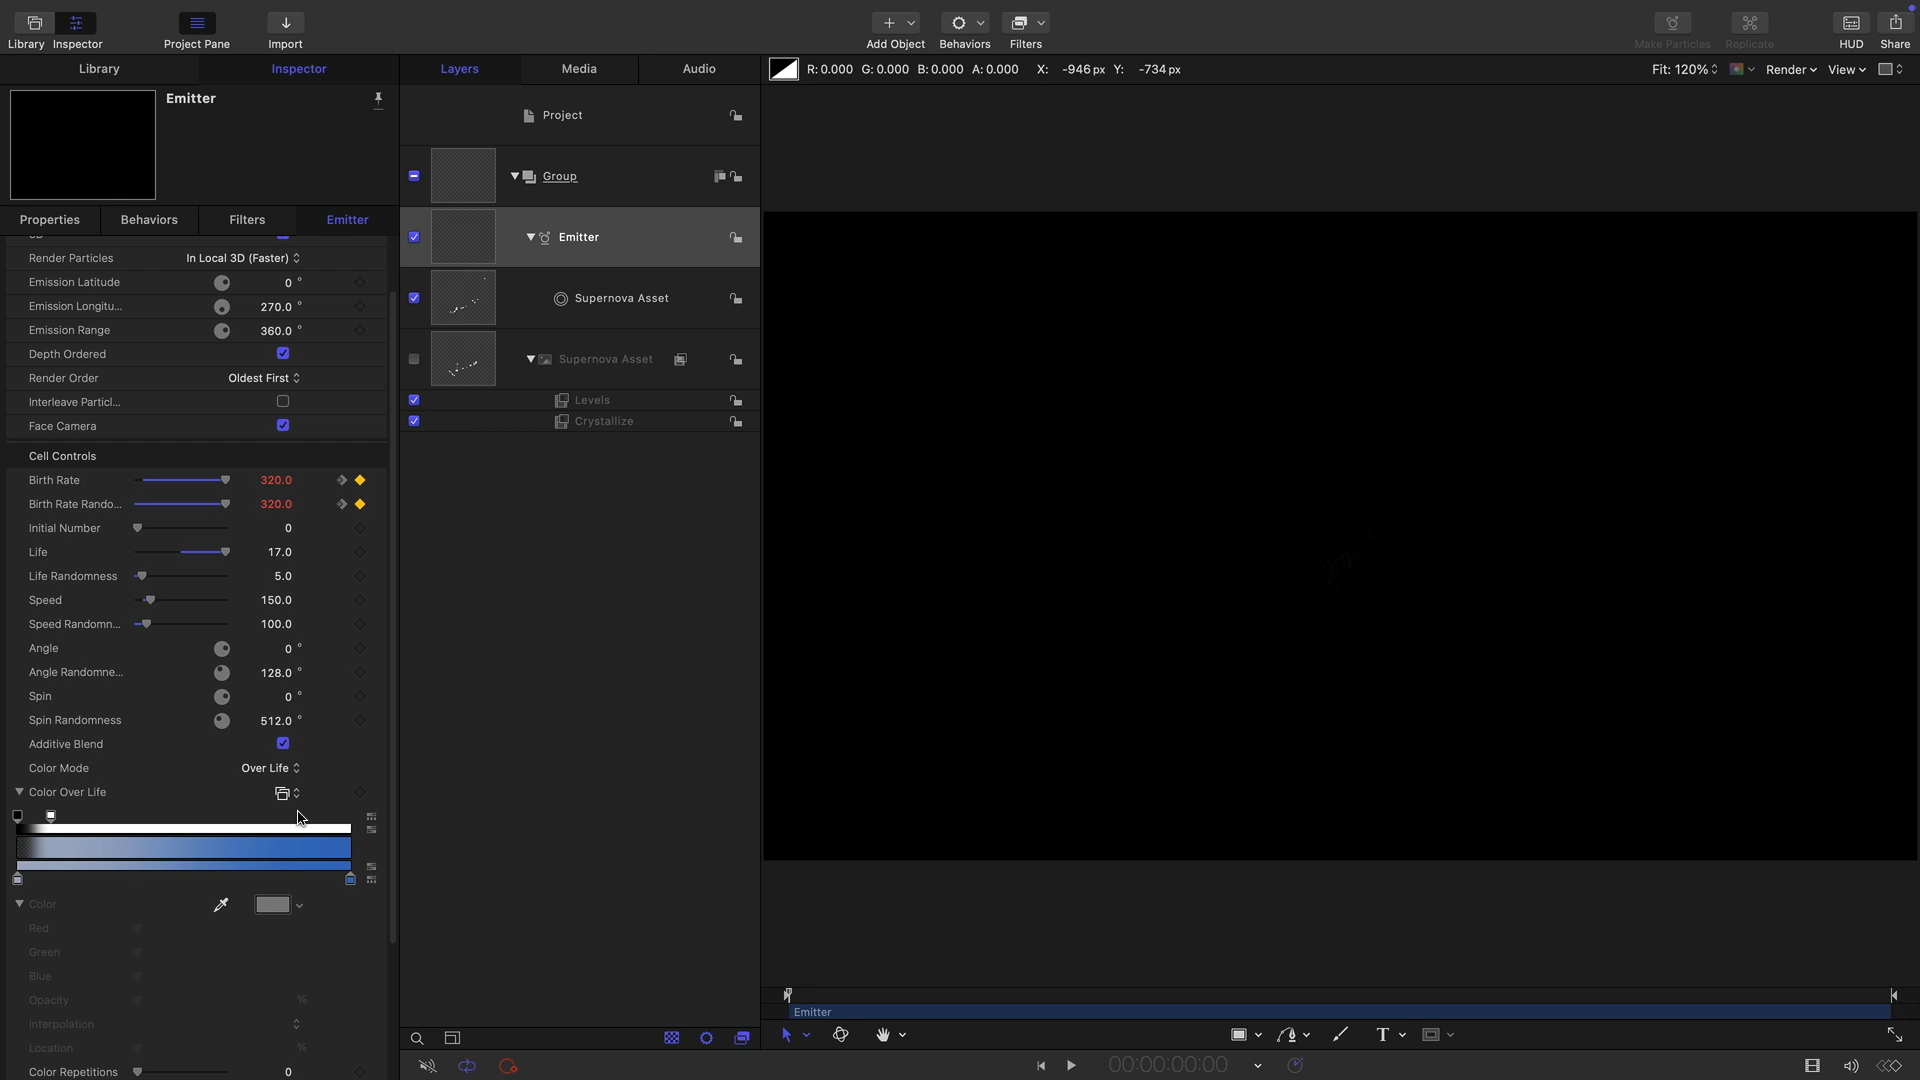 Library Inspector Project Pane Import Add Object Behaviors Filters Make Particles Replicate HUD Share
Library Inspector Layers Media Audio R: 0.000 G: 0.000 B: 0.000 A: 0.000 X: -946 px Y: -734 px Fit: 120% Render View
Emitter
Project
Group
Properties Behaviors Filters Emitter
Emitter
Render Particles In Local 3D (Faster)
Emission Latitude 0 °
Supernova Asset
Emission Longitu... 270.0 °
Emission Range 360.0 °
Depth Ordered
Supernova Asset
Render Order Oldest First
Interleave Particl...
Levels
Face Camera
Crystallize
Cell Controls
Birth Rate 320.0
Birth Rate Rando... 320.0
Initial Number 0
Life 17.0
Life Randomness 5.0
Speed 150.0
Speed Randomn... 100.0
Angle 0 °
Angle Randomne... 128.0 °
Spin 0 °
Spin Randomness 512.0 °
Additive Blend
Color Mode Over Life
Color Over Life
Color
Red
Green
Blue
Opacity %
Emitter
Interpolation
Location %
T
Color Repetitions 0
00:00:00:00